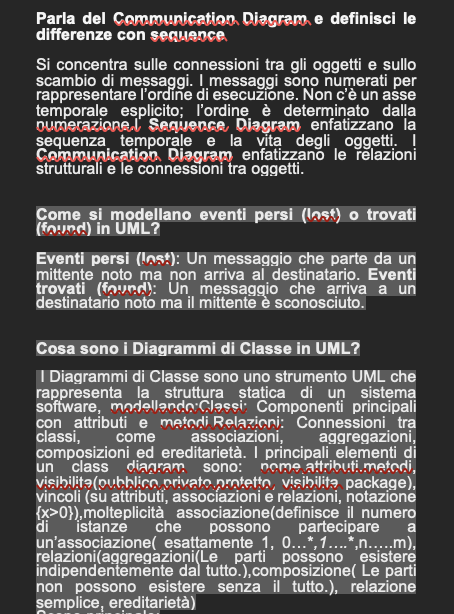 Parla del Communication Diagram e definisci le
differenze con sequence.
Si concentra sulle connessioni tra gli oggetti e sullo
scambio di messaggi. I messaggi sono numerati per
rappresentare l'ordine di esecuzione. Non c'è un asse
temporale esplicito; l'ordine è determinato dalla
numerazione.I Sequence Diagram enfatizzano la
sequenza temporale e la vita degli oggetti. I
Communication Diagram enfatizzano le relazioni
strutturali e le connessioni tra oggetti.
Come si modellano eventi persi (lost) o trovati
(found) in UML?
Eventi persi (lost): Un messaggio che parte da un
mittente noto ma non arriva al destinatario. Eventi
trovati (found): Un messaggio che arriva a un
destinatario noto ma il mittente è sconosciuto.
Cosa sono i Diagrammi di Classe in UML?
I Diagrammi di Classe sono uno strumento UML che
rappresenta la struttura statica di un sistema
software, modellando:Classi: Componenti principali
con attributi e metodi.Relazioni: Connessioni tra
classi, come associazioni, aggregazioni,
composizioni ed ereditarietà. I principali elementi di
un class diagram sono:
visibilità(pubblico,privato,protetto, visibilità package),
vincoli (su attributi, associazioni e relazioni, notazione
{x>0}),molteplicità associazione(definisce il numero
di istanze che possono partecipare a
un'associazione( esattamente 1, 0...*,1....*,n.....m),
relazioni(aggregazioni(Le parti possono esistere
indipendentemente dal tutto.),composizione( Le parti
non possono esistere senza il tutto.), relazione
semplice, ereditarietà)